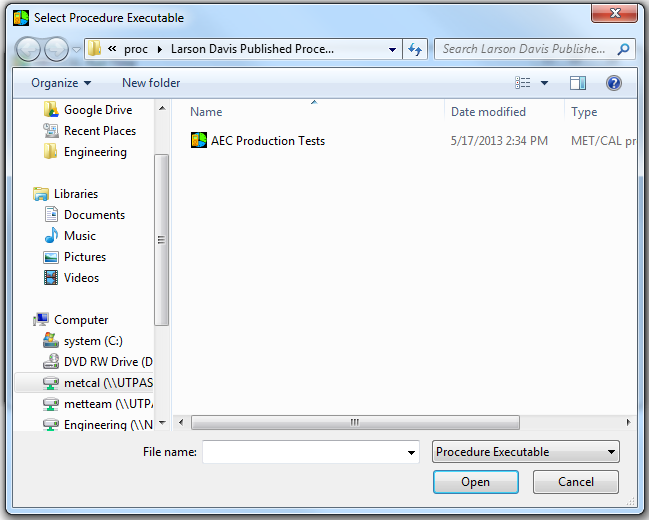 Select Procedure Executable
« proc Larson Davis Published Proce...
Search Larson Davis Publishe...
Organize New folder
Name Date modified Type
AEC Production Tests 5/17/2013 2:34 PM MET/CAL pr
Google Drive
Recent Places
Engineering
Libraries
Documents
Music
Pictures
Videos
Computer
system (C:)
DVD RW Drive (D
metcal (\\UTPAS
metteam (\\UTPA
Engineering (\\N
File name:
Procedure Executable
Open Cancel